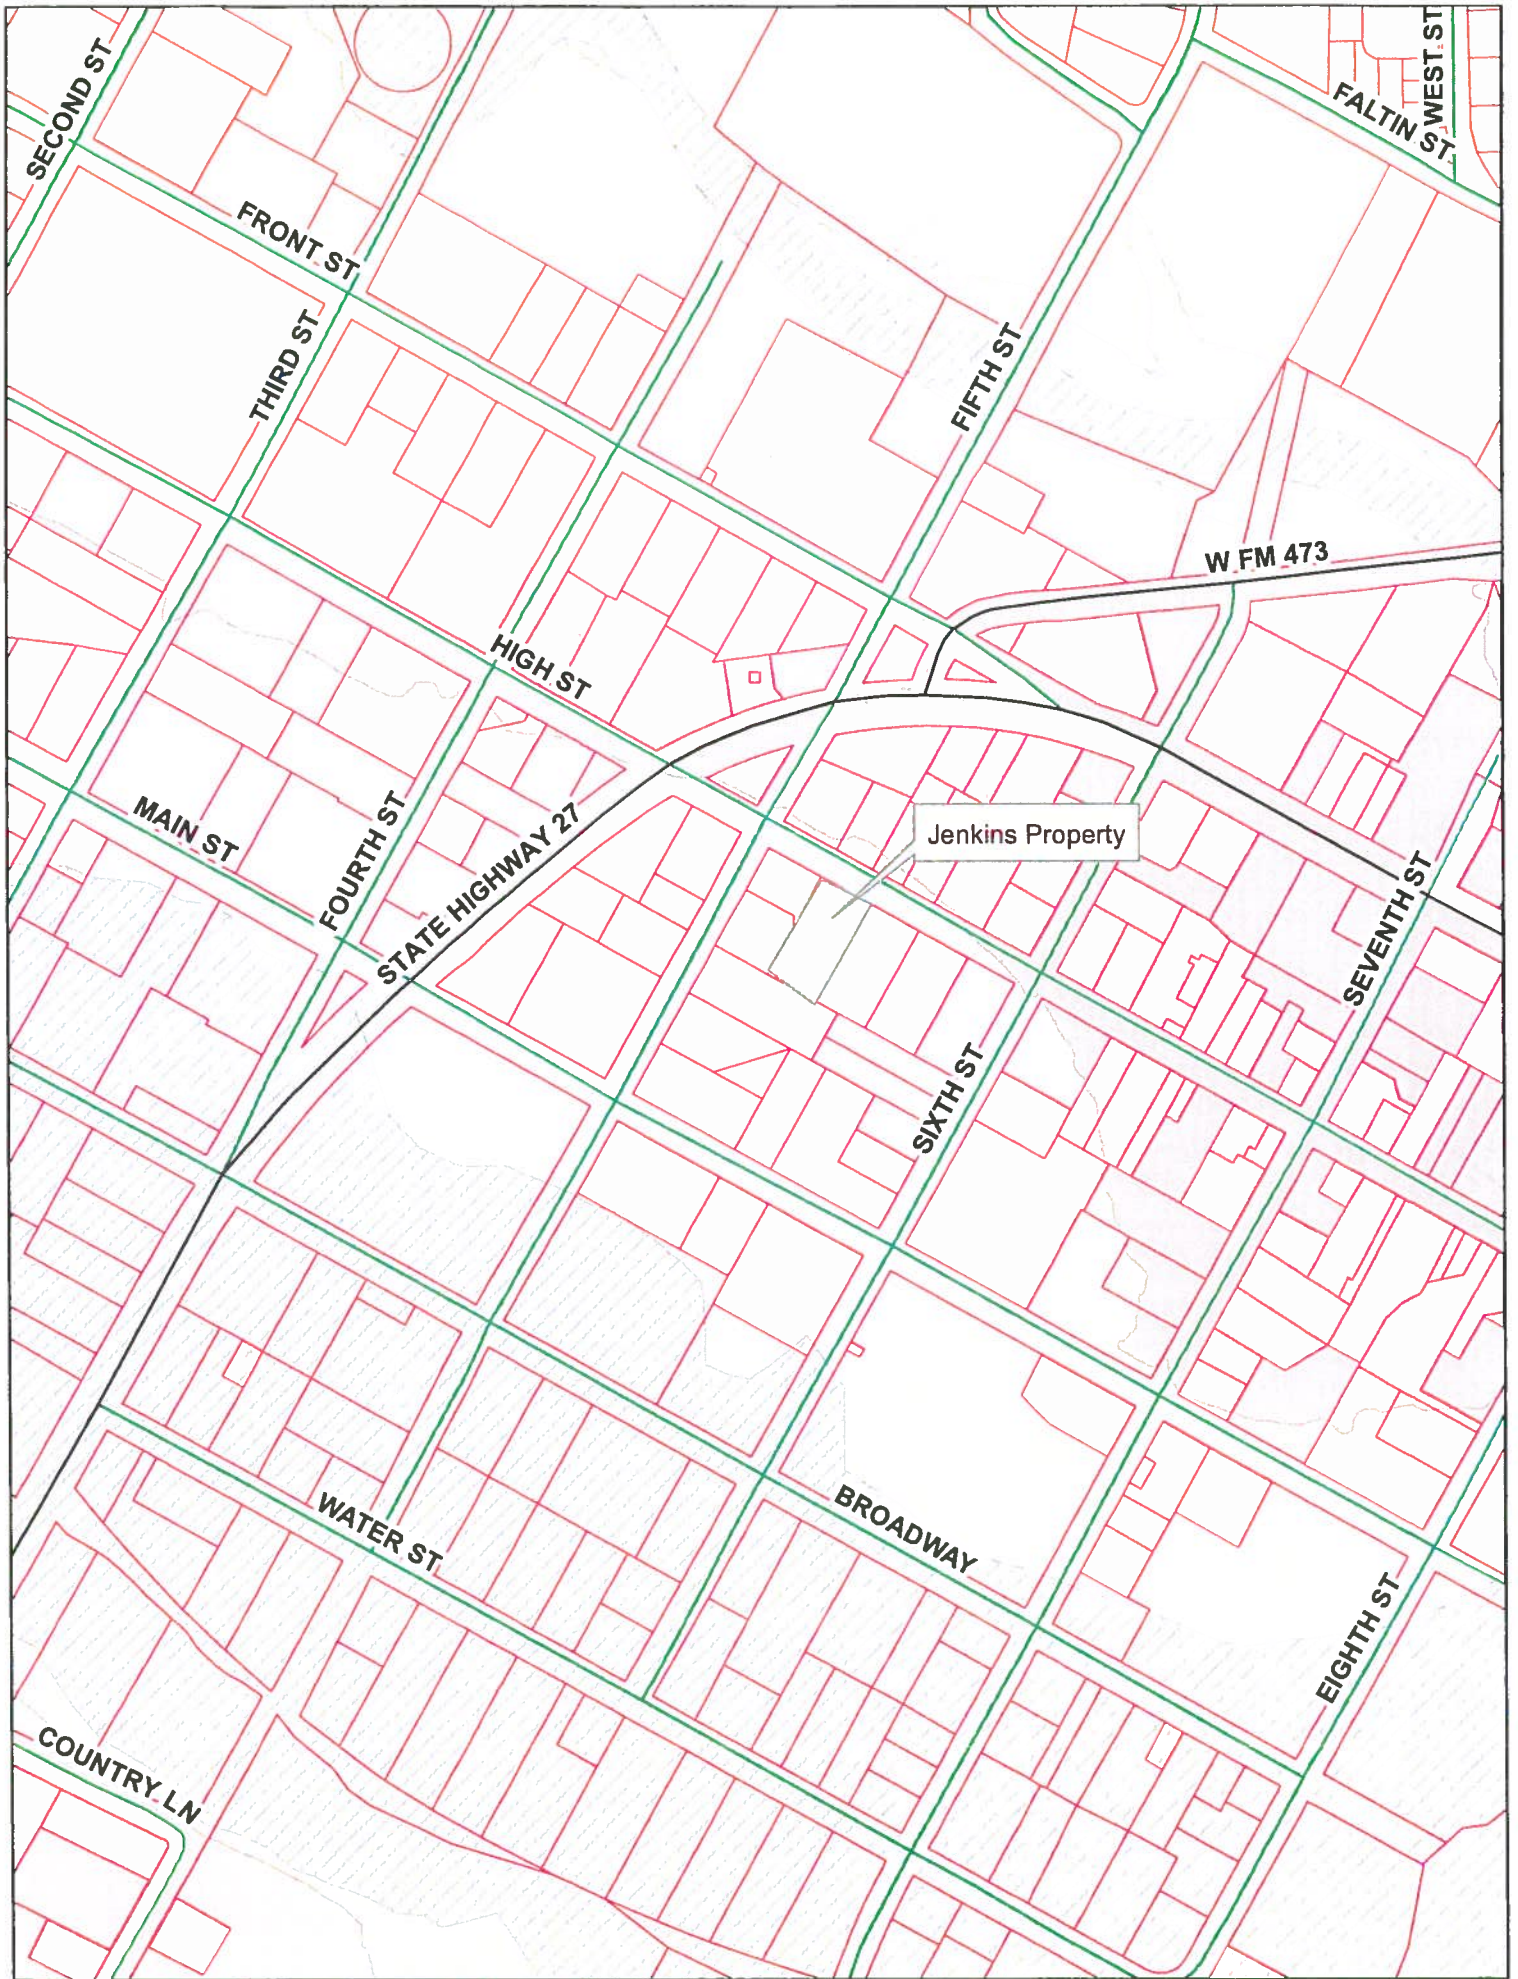 SECOND ST
WEST ST
FALTIN ST
FRONT ST
THIRD ST
FIFTH ST
W FM 473
HIGH ST
MAIN ST
FOURTH ST
STATE HIGHWAY 27
Jenkins Property
SEVENTH ST
SIXTH ST
WATER ST
BROADWAY
EIGHTH ST
COUNTRY LN